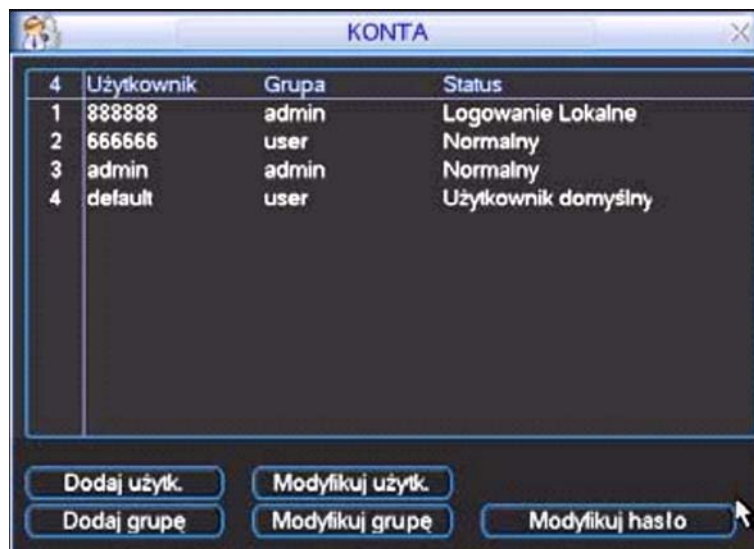 KONTA
4 Użytkownik Grupa Status
1 888888 admin Logowanie Lokalne
2 666666 user Normalny
3 admin admin Normalny
4 default user Użytkownik domyślny
Dodaj użytk. Modyfikuj użytk.
Dodaj grupę Modyfikuj grupę Modyfikuj hasło